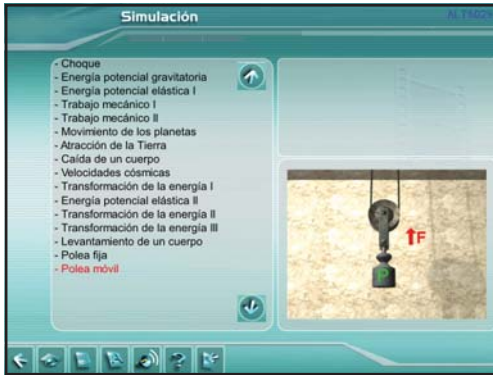 Simulación
- Choque
- Energía potencial gravitatoria
- Energía potencial elástica I
- Trabajo mecánico I
- Trabajo mecánico II
- Movimiento de los planetas
- Atracción de la Tierra
- Caída de un cuerpo
- Velocidades cósmicas
- Transformación de la energía I
- Energía potencial elástica II
- Transformación de la energía II
- Transformación de la energía III
- Levantamiento de un cuerpo
- Polea fija
- Polea móvil
F
P
?